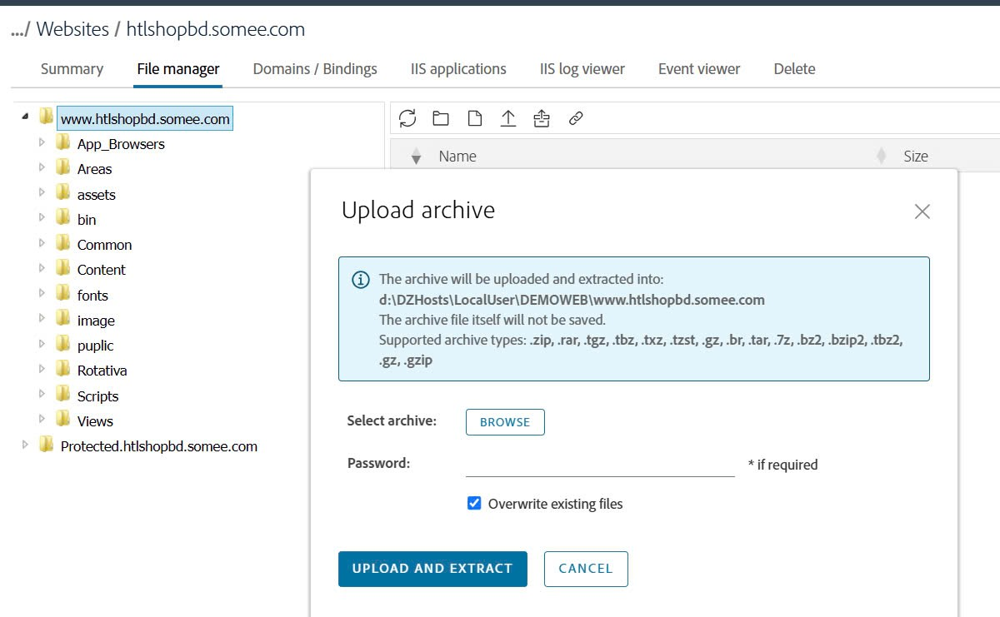 .../ Websites / htlshopbd.somee.com
Summary File manager Domains / Bindings IIS applications IIS log viewer Event viewer Delete
www.htlshopbd.somee.com
App_Browsers
Areas
assets
bin
Common
Content
fonts
image
puplic
Rotativa
Scripts
Views
Protected.htlshopbd.somee.com
Name Size
Upload archive
The archive will be uploaded and extracted into:
d:\DZHosts\LocalUser\DEMOWEB\www.htlshopbd.somee.com
The archive file itself will not be saved.
Supported archive types: .zip, .rar, .tgz, .tbz, .txz, .tzst, .gz, .br, .tar, .7z, .bz2, .bzip2, .tbz2,
.gz, .gzip
Select archive: BROWSE
Password: * if required
Overwrite existing files
UPLOAD AND EXTRACT CANCEL